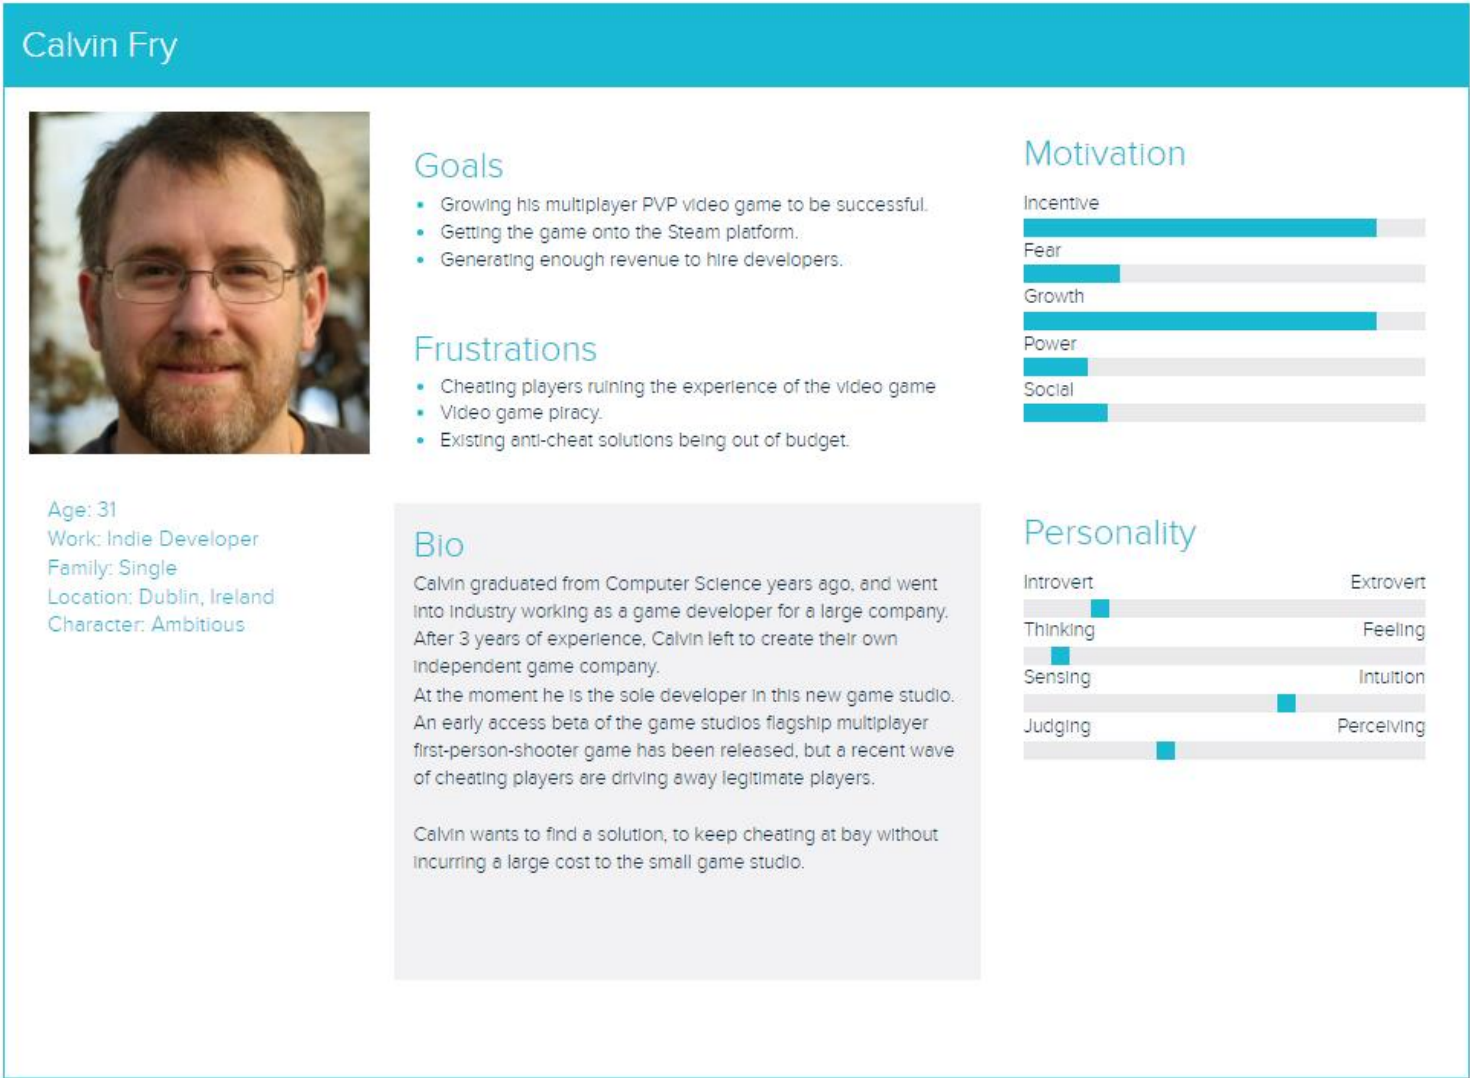 Calvin Fry
Goals
Growing his multiplayer PVP video game to be successful.
Getting the game onto the Steam platform.
Generating enough revenue to hire developers.
Frustrations
Cheating players ruining the experience of the video game
Video game piracy.
Existing anti-cheat solutions being out of budget.
Motivation
Incentive
Fear
Growth
Power
Social
Age: 31
Work: Indie Developer
Family: Single
Location: Dublin, Ireland
Character: Ambitious
Bio
Calvin graduated from Computer Science years ago, and went
into industry working as a game developer for a large company.
After 3 years of experience, Calvin left to create their own
independent game company.
At the moment he is the sole developer in this new game studio.
An early access beta of the game studios flagship multiplayer
first-person-shooter game has been released, but a recent wave
of cheating players are driving away legitimate players.
Calvin wants to find a solution, to keep cheating at bay without
incurring a large cost to the small game studio.
Personality
Introvert Extrovert
Thinking Feeling
Sensing Intuition
Judging Perceiving